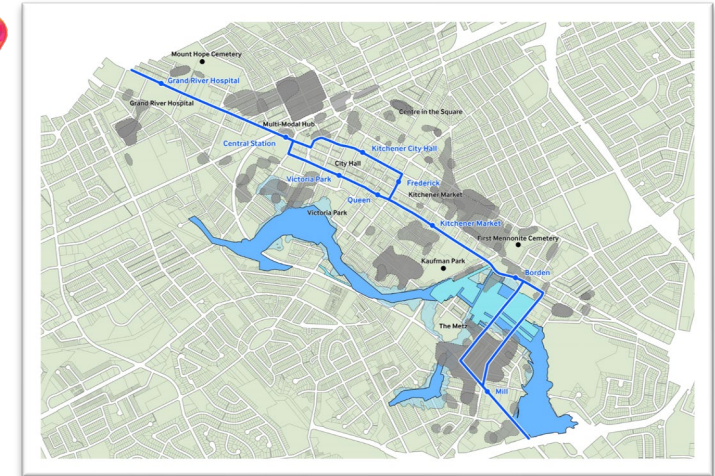 Mount Hope Cemetery
Grand River Hospital
Grand River Hospital
Centre in the Square
Multi-Modal Hub
Central Station
Kitchener City Hall
City Hall
Victoria Park
Frederick
Kitchener Market
Queen
Victoria Park
Kitchener Market
First Mennonite Cemetery
Kaufman Park
Borden
The Metz
Mill